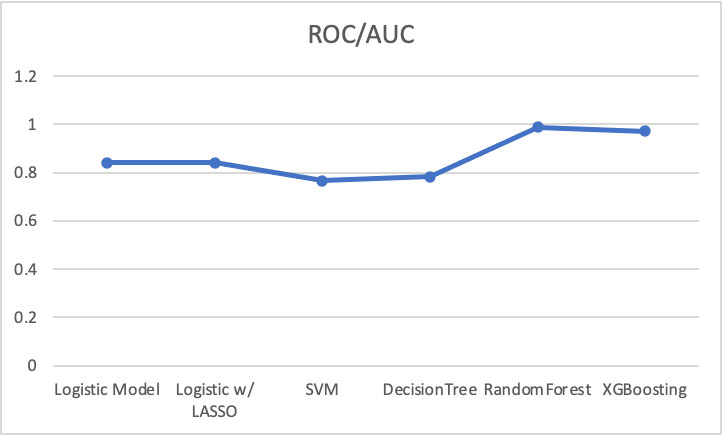 ROC/AUC
1.2
1
0.8
0.6
0.4
0.2
0
Logistic Model
Logistic w/
LASSO
SVM
DecisionTree
RandomForest
XGBoosting